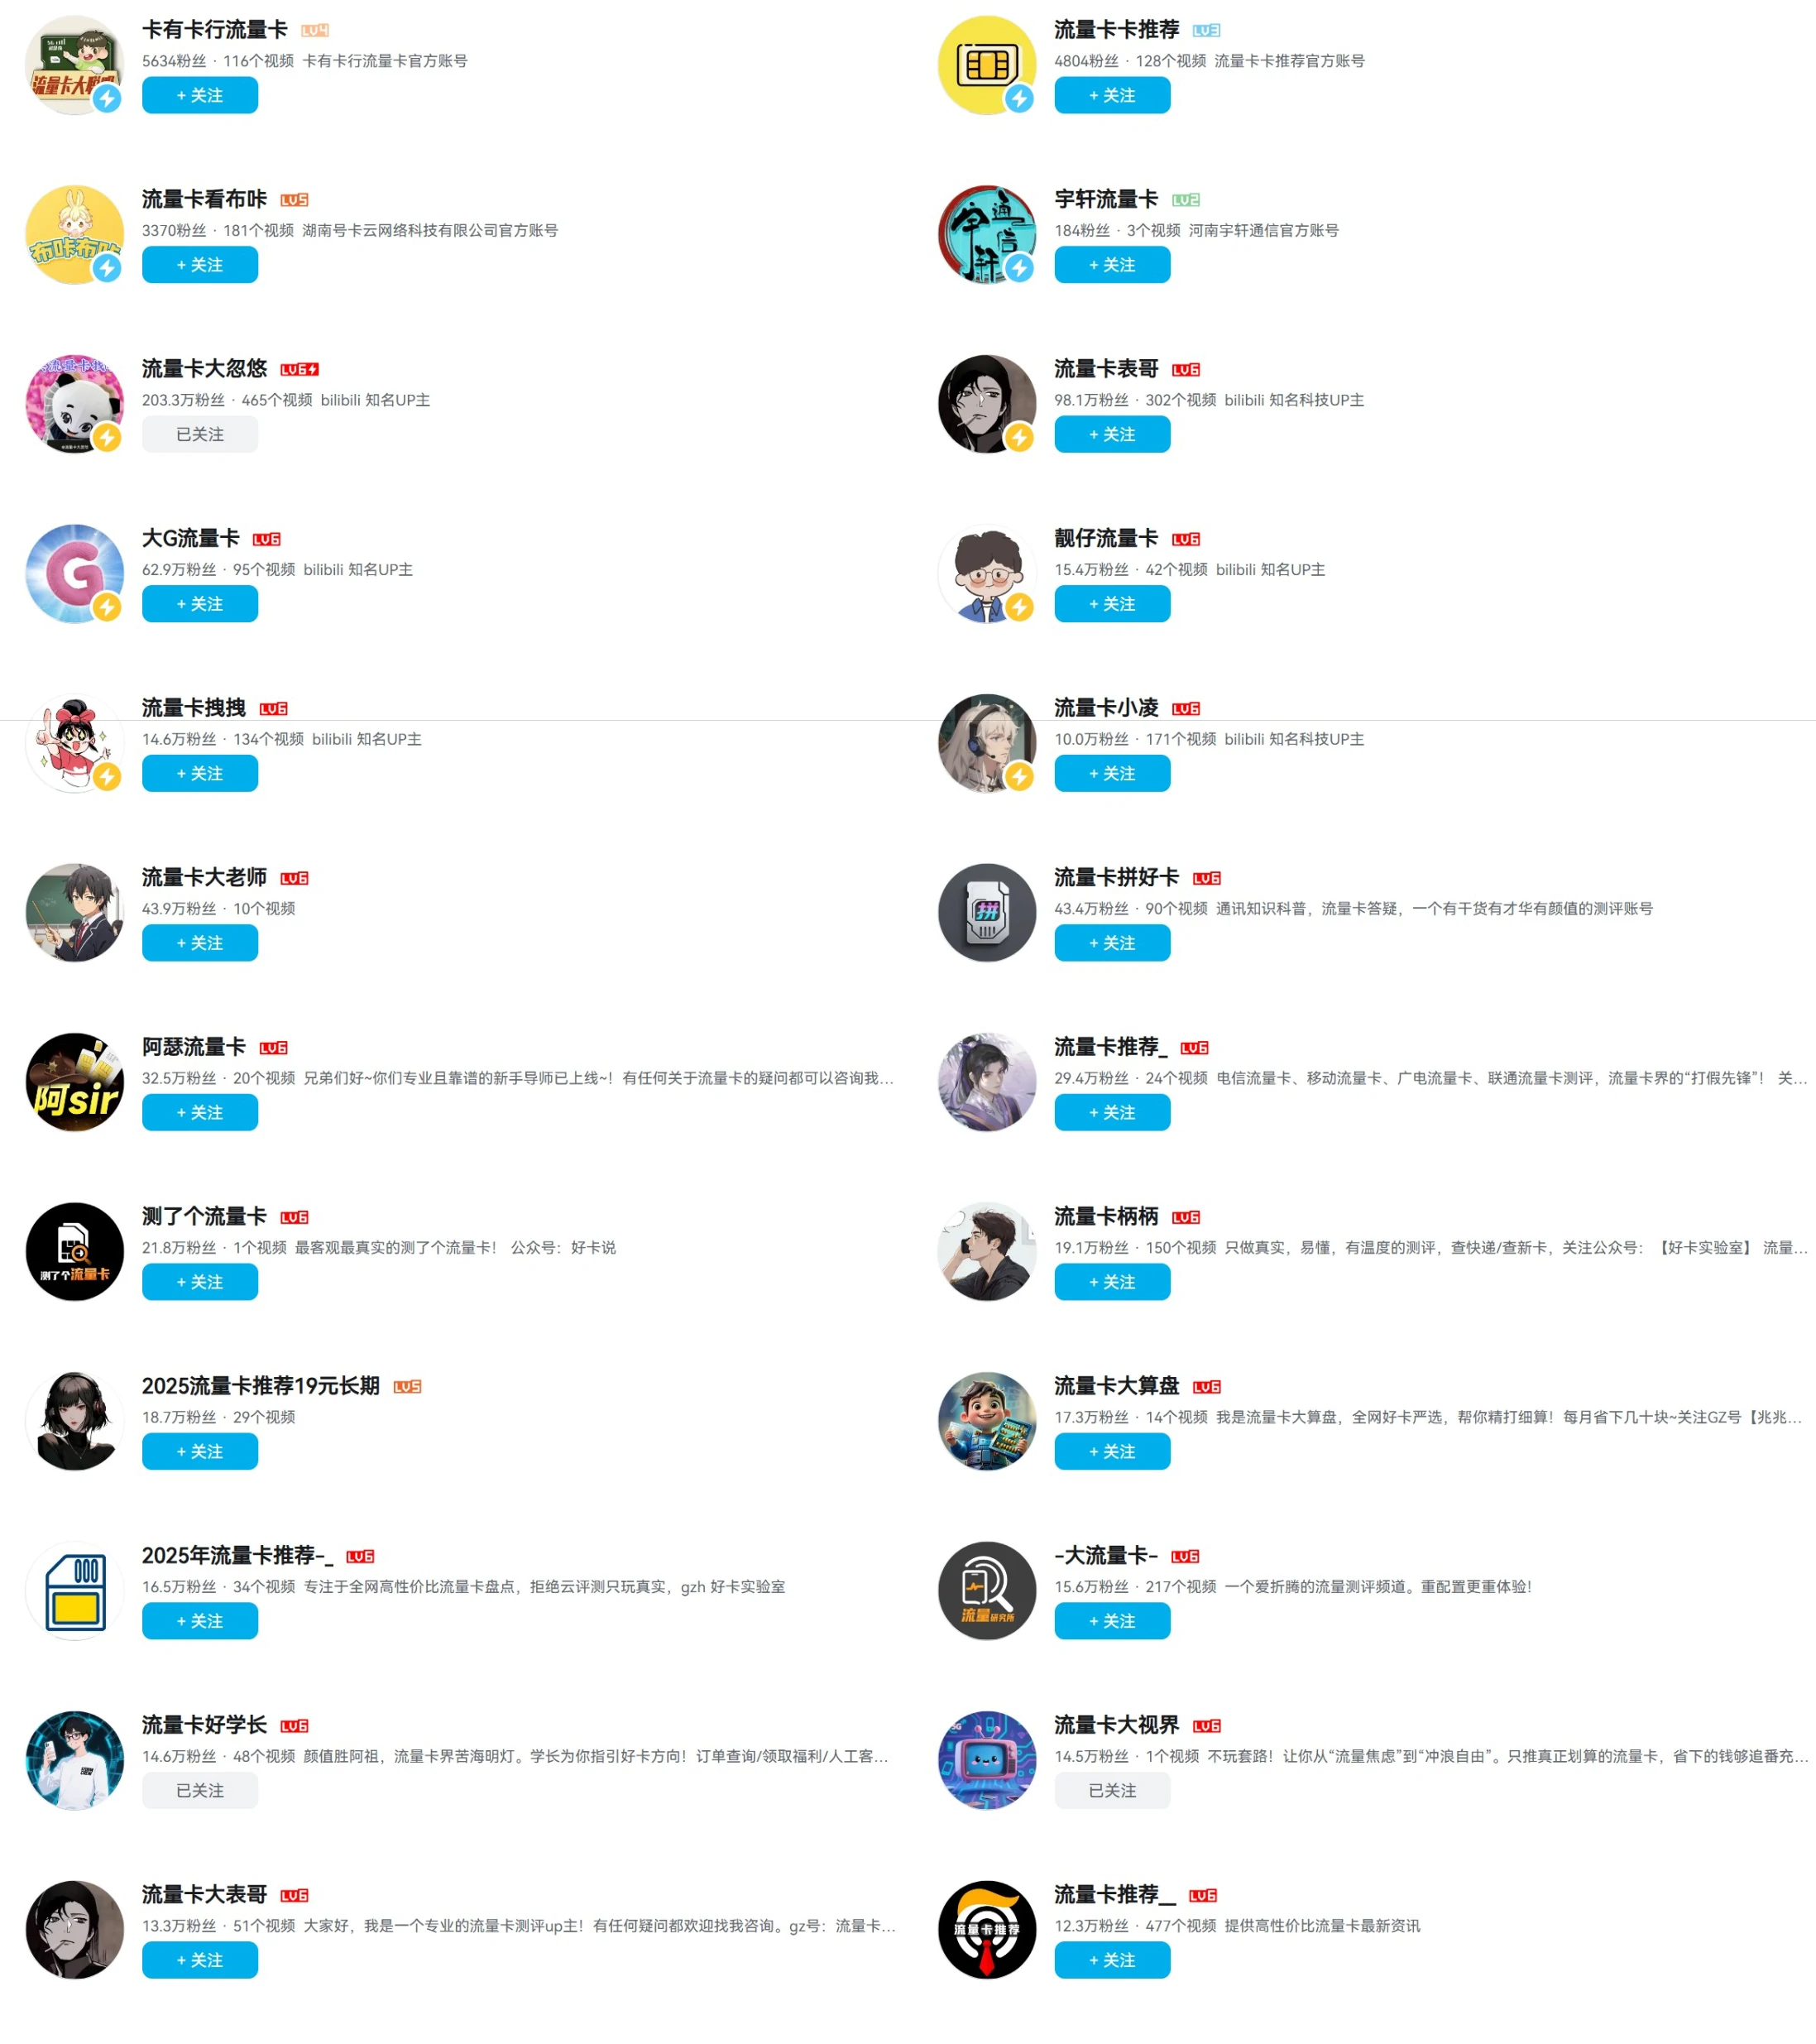 卡有卡行流量卡 LV4
5634粉丝 · 116个视频 卡有卡行流量卡官方账号
+ 关注
流量卡卡推荐 LV3
4804粉丝 · 128个视频 流量卡卡推荐官方账号
+ 关注
流量卡看布咔 LV5
3370粉丝 · 181个视频 湖南号卡云网络科技有限公司官方账号
+ 关注
布咔布咔
宇轩流量卡 LV2
184粉丝 · 3个视频 河南宇轩通信官方账号
+ 关注
宇轩通信
流量卡大忽悠 LV6
203.3万粉丝 · 465个视频 bilibili 知名UP主
已关注
流量卡表哥 LV6
98.1万粉丝 · 302个视频 bilibili 知名科技UP主
+ 关注
大G流量卡 LV6
62.9万粉丝 · 95个视频 bilibili 知名UP主
+ 关注
G
靓仔流量卡 LV6
15.4万粉丝 · 42个视频 bilibili 知名UP主
+ 关注
流量卡拽拽 LV6
14.6万粉丝 · 134个视频 bilibili 知名UP主
+ 关注
流量卡小凌 LV6
10.0万粉丝 · 171个视频 bilibili 知名科技UP主
+ 关注
流量卡大老师 LV6
43.9万粉丝 · 10个视频
+ 关注
流量卡拼好卡 LV6
43.4万粉丝 · 90个视频 通讯知识科普，流量卡答疑，一个有干货有才华有颜值的测评账号
+ 关注
拼
阿瑟流量卡 LV6
32.5万粉丝 · 20个视频 兄弟们好~你们专业且靠谱的新手导师已上线~！有任何关于流量卡的疑问都可以咨询我...
+ 关注
阿sir
流量卡推荐_ LV6
29.4万粉丝 · 24个视频 电信流量卡、移动流量卡、广电流量卡、联通流量卡测评，流量卡界的“打假先锋”！ 关...
+ 关注
测了个流量卡 LV6
21.8万粉丝 · 1个视频 最客观最真实的测了个流量卡！ 公众号：好卡说
+ 关注
测了个流量卡
流量卡柄柄 LV6
19.1万粉丝 · 150个视频 只做真实，易懂，有温度的测评，查快递/查新卡，关注公众号：【好卡实验室】 流量...
+ 关注
2025流量卡推荐19元长期 LV5
18.7万粉丝 · 29个视频
+ 关注
流量卡大算盘 LV6
17.3万粉丝 · 14个视频 我是流量卡大算盘，全网好卡严选，帮你精打细算！每月省下几十块~关注GZ号【兆兆...
+ 关注
2025年流量卡推荐-_ LV6
16.5万粉丝 · 34个视频 专注于全网高性价比流量卡盘点，拒绝云评测只玩真实，gzh 好卡实验室
+ 关注
-大流量卡- LV6
15.6万粉丝 · 217个视频 一个爱折腾的流量测评频道。重配置更重体验！
+ 关注
流量研究所
流量卡好学长 LV6
14.6万粉丝 · 48个视频 颜值胜阿祖，流量卡界苦海明灯。学长为你指引好卡方向！订单查询/领取福利/人工客...
已关注
流量卡大视界 LV6
14.5万粉丝 · 1个视频 不玩套路！让你从“流量焦虑”到“冲浪自由”。只推真正划算的流量卡，省下的钱够追番充...
已关注
5G
流量卡大表哥 LV6
13.3万粉丝 · 51个视频 大家好，我是一个专业的流量卡测评up主！有任何疑问都欢迎找我咨询。gz号：流量卡...
+ 关注
流量卡推荐__ LV6
12.3万粉丝 · 477个视频 提供高性价比流量卡最新资讯
+ 关注
流量卡推荐